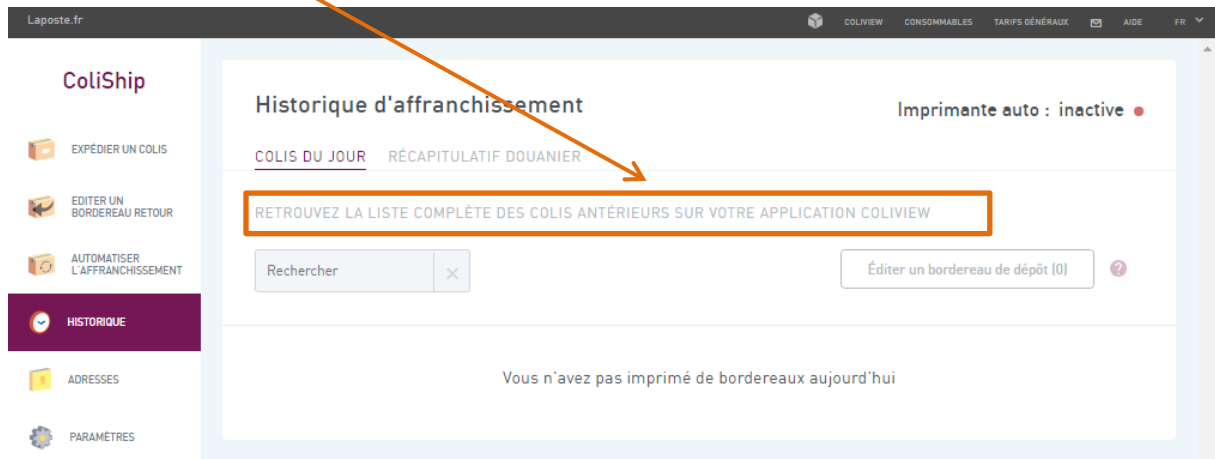 Laposte.fr
COLIVIEW
CONSOMMABLES
TARIFS GÉNÉRAUX
AIDE
FR
ColiShip
EXPÉDIER UN COLIS
EDITER UN
BORDEREAU RETOUR
AUTOMATISER
L'AFFRANCHISSEMENT
HISTORIQUE
ADRESSES
PARAMÈTRES
Historique d'affranchissement
Imprimante auto : inactive
COLIS DU JOUR
RÉCAPITULATIF DOUANIER
RETROUVEZ LA LISTE COMPLÈTE DES COLIS ANTÉRIEURS SUR VOTRE APPLICATION COLIVIEW
Rechercher
Éditer un bordereau de dépôt (0)
?
Vous n'avez pas imprimé de bordereaux aujourd'hui